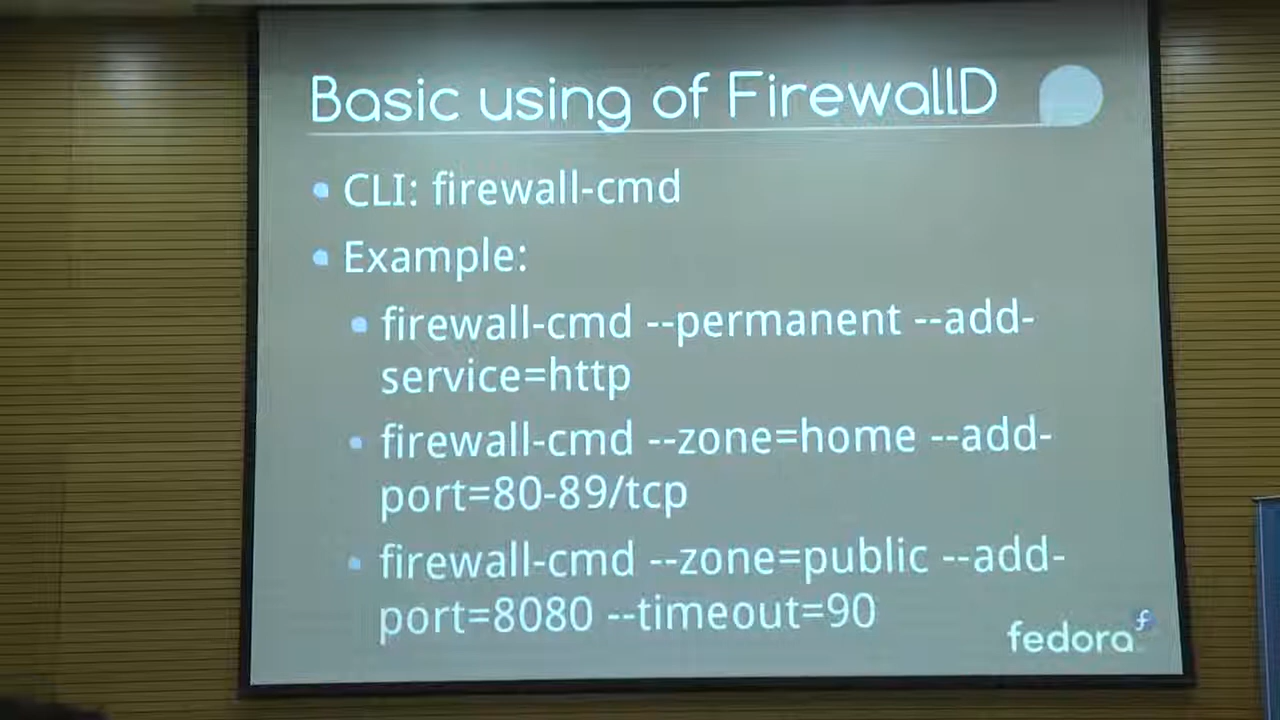 Basic using of FirewallD
CLI: firewall-cmd
Example:
firewall-cmd --permanent --add-
service=http
firewall-cmd --zone=home --add-
port=80-89/tcp
firewall-cmd --zone=public --add-
port=8080 --timeout=90
fedora